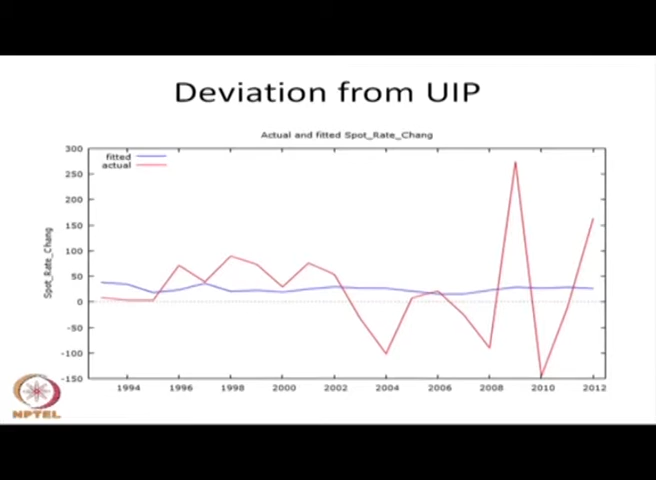 Deviation from UIP
Actual and fitted Spot_Rate_Chang
300
fitted
actual
250
200
150
100
50
0
-50
-100
-150
Spot_Rate_Chang
1994 1996 1998 2000 2002 2004 2006 2008 2010 2012
NPTEL